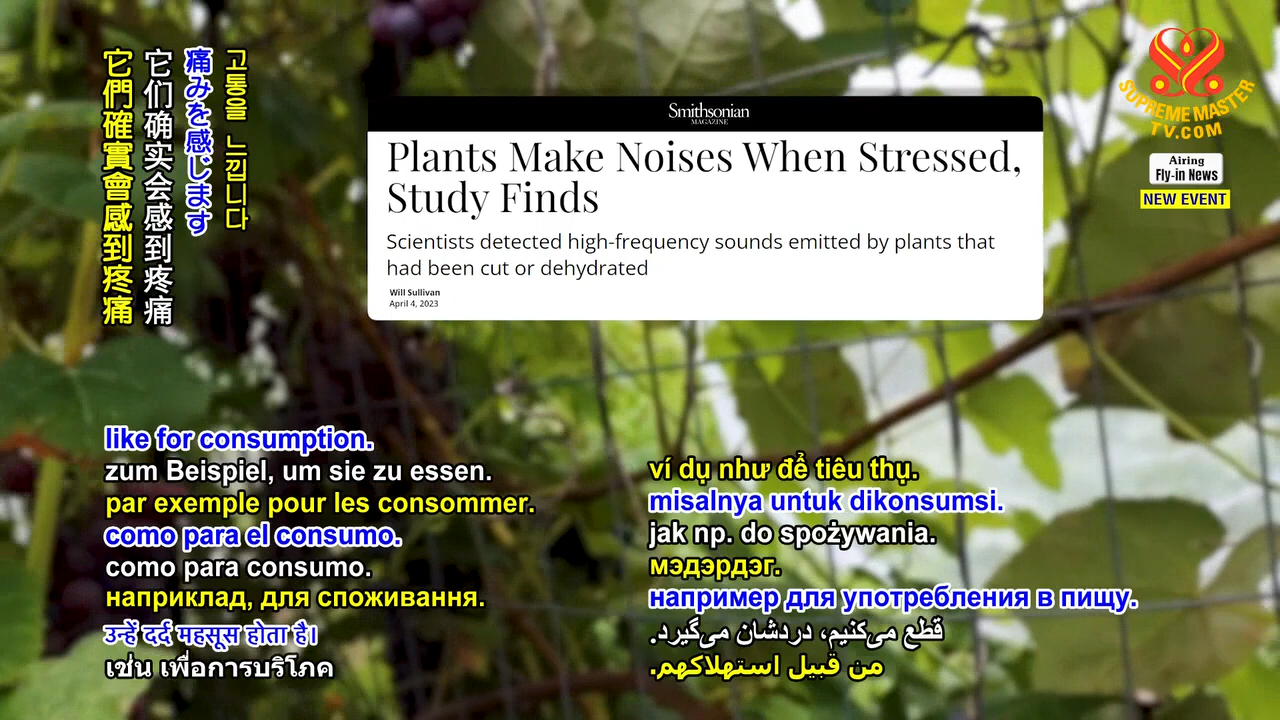 它們確實會感到疼痛
它们确实会感到疼痛
痛みを感じます
고통을 느낍니다
Smithsonian
MAGAZINE
Plants Make Noises When Stressed,
Study Finds
Scientists detected high-frequency sounds emitted by plants that
had been cut or dehydrated
Will Sullivan
April 4, 2023
SUPREME MASTER
TV.COM
Airing
Fly-in News
NEW EVENT
like for consumption.
zum Beispiel, um sie zu essen.
par exemple pour les consommer.
como para el consumo.
como para consumo.
наприклад, для споживання.
उन्हें दर्द महसूस होता है।
เช่น เพื่อการบริโภค
ví dụ như để tiêu thụ.
misalnya untuk dikonsumsi.
jak np. do spożywania.
мэдэрдэг.
например для употребления в пищу.
قطع می‌کنیم، دردشان می‌گیرد.
من قبيل استهلاكهم.